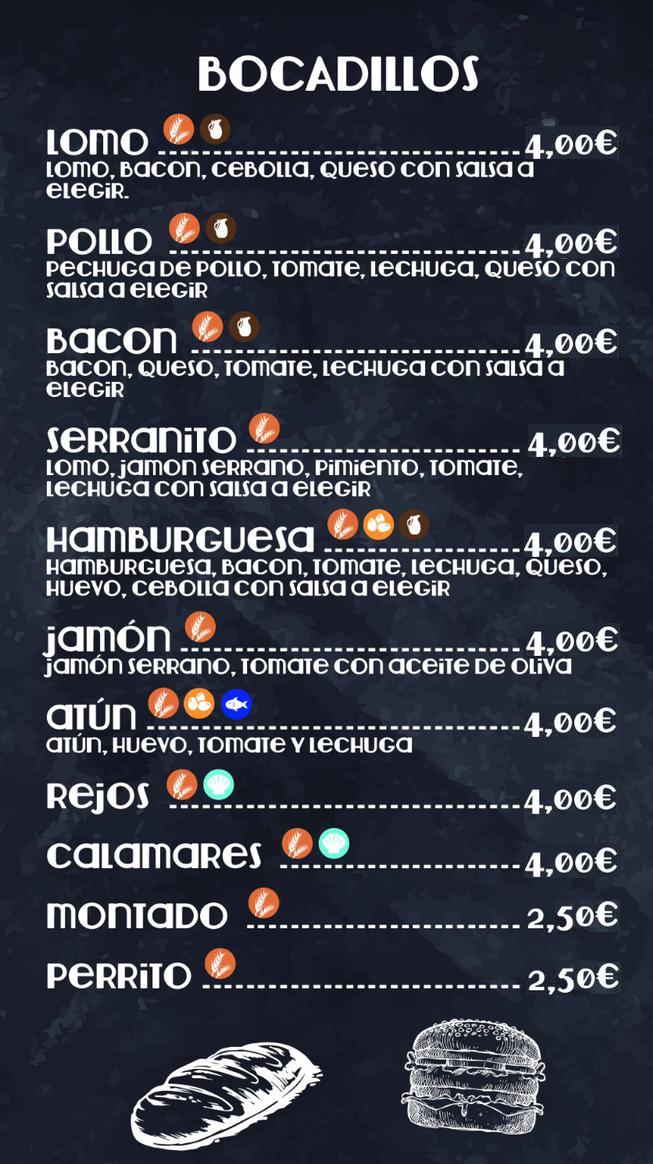 BOCADILLOS
LOMO ---------- 4,00€
LOMO, BACON, CEBOLLA, QUESO CON SALSA A
ELEGIR.
POLLO ---------- 4,00€
PECHUGA DE POLLO, TOMATE, LECHUGA, QUESO CON
SALSA A ELEGIR
BACON ---------- 4,00€
BACON, QUESO, TOMATE, LECHUGA CON SALSA A
ELEGIR
SERRANITO ---------- 4,00€
LOMO, JAMON SERRANO, PIMIENTO, TOMATE,
LECHUGA CON SALSA A ELEGIR
HAMBURGUESA ---------- 4,00€
HAMBURGUESA, BACON, TOMATE, LECHUGA, QUESO,
HUEVO, CEBOLLA CON SALSA A ELEGIR
JAMÓN ---------- 4,00€
JAMÓN SERRANO, TOMATE CON ACEITE DE OLIVA
ATÚN ---------- 4,00€
ATÚN, HUEVO, TOMATE Y LECHUGA
REJOS ---------- 4,00€
CALAMARES ---------- 4,00€
MONTADO ---------- 2,50€
PERRITO ---------- 2,50€